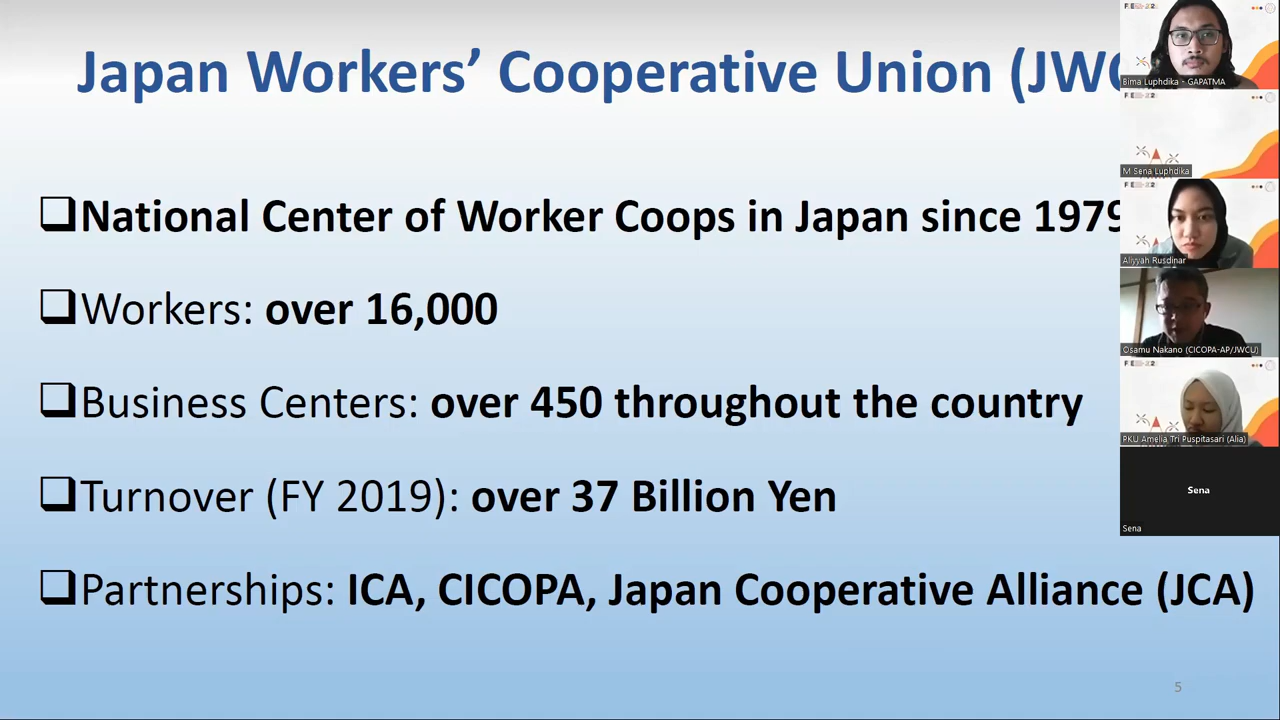 Japan Workers' Cooperative Union (JWC
National Center of Worker Coops in Japan since 1979
Workers: over 16,000
Business Centers: over 450 throughout the country
Turnover (FY 2019): over 37 Billion Yen
Partnerships: ICA, CICOPA, Japan Cooperative Alliance (JCA)
5
Bima Luphdika - GAPATMA
M Sena Luphdika
Aliyyah Rusdinar
Osamu Nakano (CICOPA-AP/JWCU)
PKU Amelia Tri Puspitasari (Alia)
Sena
Sena